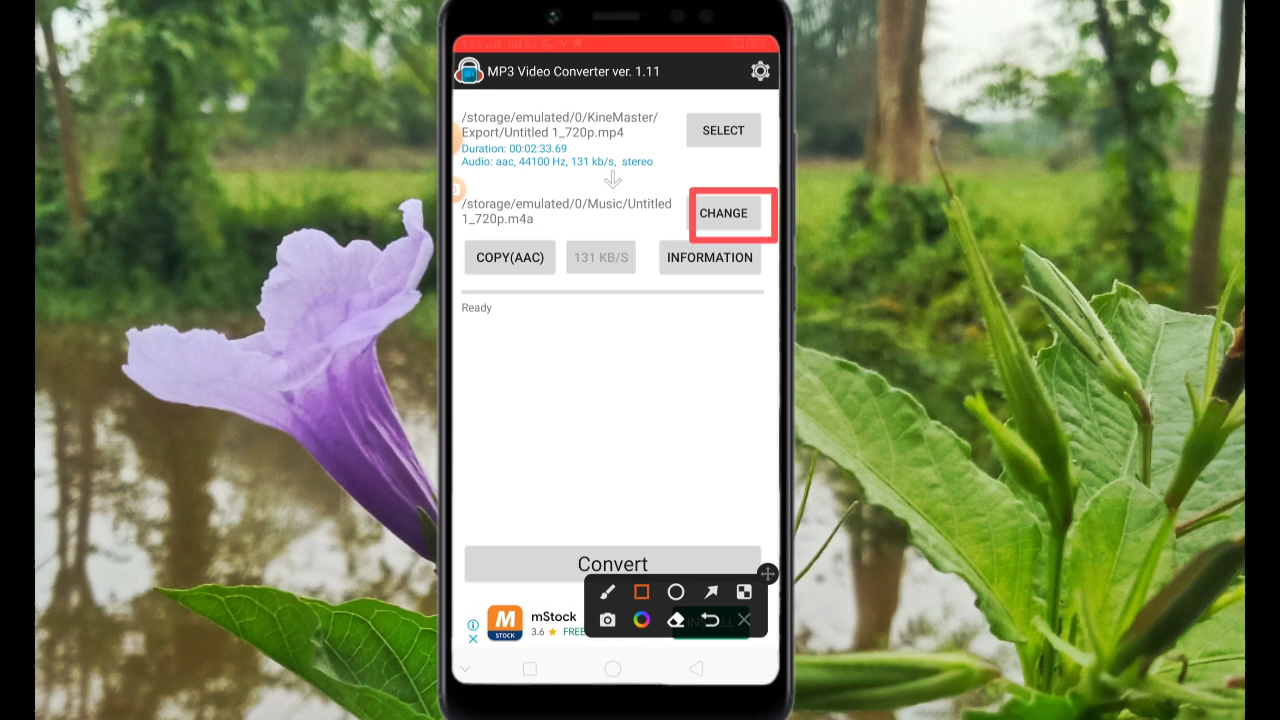 MP3 Video Converter ver. 1.11
/storage/emulated/0/KineMaster/
Export/Untitled 1_720p.mp4
SELECT
Duration: 00:02:33.69
Audio: aac, 44100 Hz, 131 kb/s, stereo
/storage/emulated/0/Music/Untitled
1_720p.m4a
CHANGE
COPY(AAC)
131 KB/S
INFORMATION
Ready
Convert
M
STOCK
mStock
3.6 ★ FREE